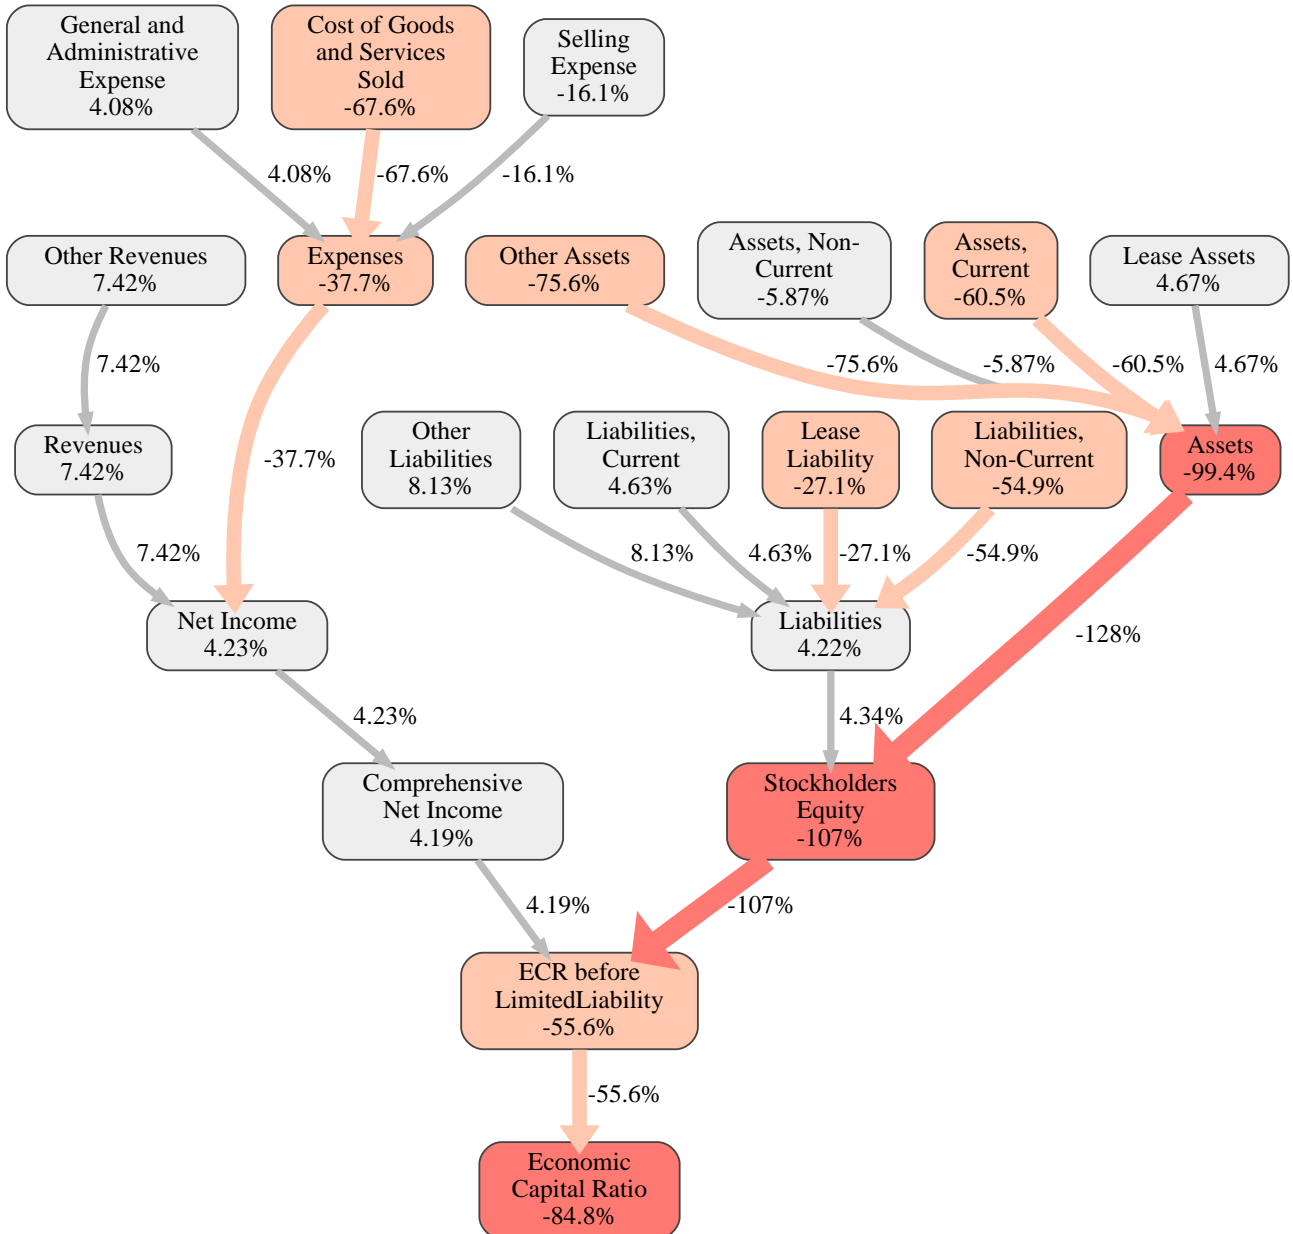 General and
Administrative
Expense
4.08%
Cost of Goods
and Services
Sold
-67.6%
Selling
Expense
-16.1%
4.08%
-67.6%
-16.1%
Other Revenues
7.42%
Expenses
-37.7%
Other Assets
-75.6%
Assets, Non-
Current
-5.87%
Assets,
Current
-60.5%
Lease Assets
4.67%
7.42%
-75.6%
-5.87%
-60.5%
4.67%
Revenues
7.42%
-37.7%
Other
Liabilities
8.13%
Liabilities,
Current
4.63%
Lease
Liability
-27.1%
Liabilities,
Non-Current
-54.9%
Assets
-99.4%
7.42%
8.13%
4.63%
-27.1%
-54.9%
Net Income
4.23%
Liabilities
4.22%
-128%
4.23%
4.34%
Comprehensive
Net Income
4.19%
Stockholders
Equity
-107%
4.19%
-107%
ECR before
LimitedLiability
-55.6%
-55.6%
Economic
Capital Ratio
-84.8%